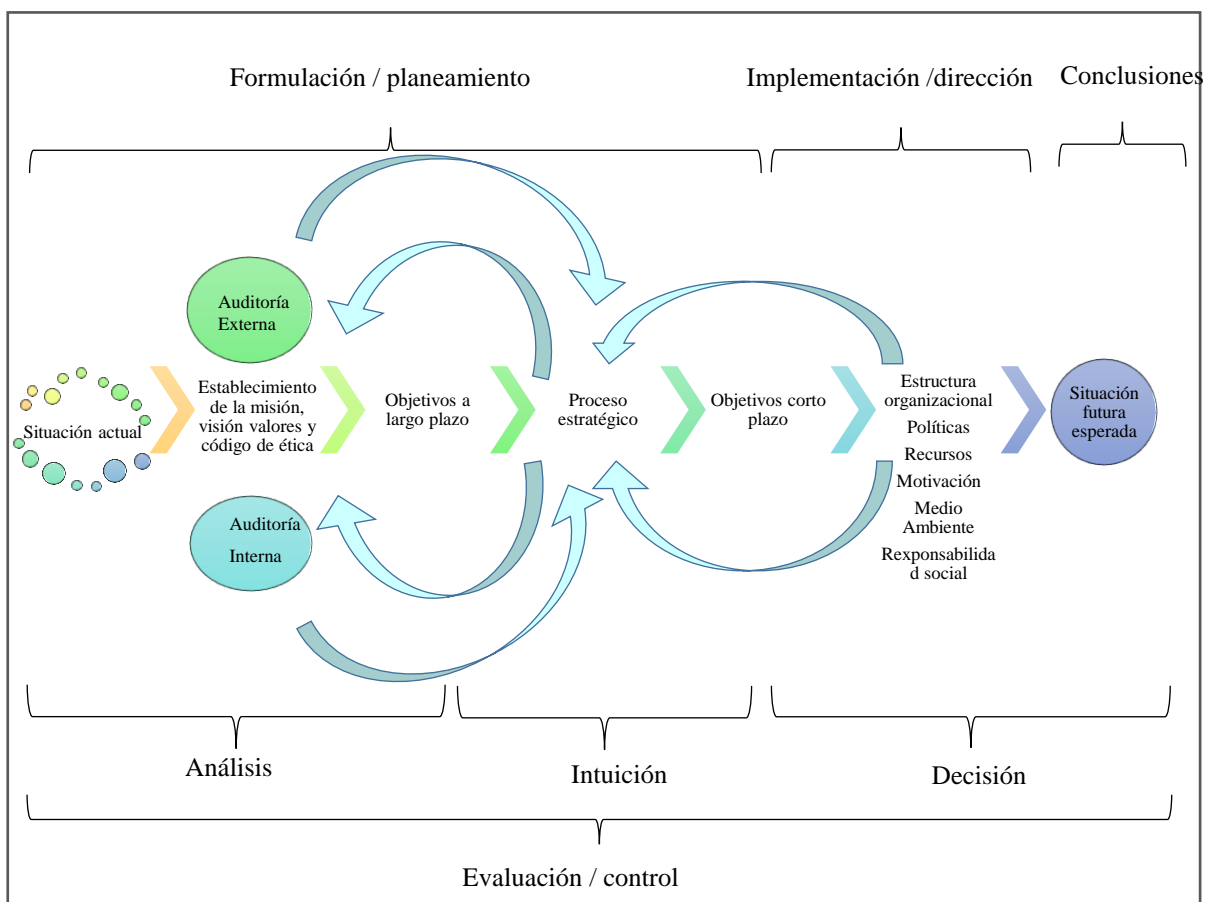 Formulación / planeamiento
Implementación /dirección
Conclusiones
Auditoría
Externa
Situación actual
Establecimiento
de la misión,
visión valores y
código de ética
Objetivos a
largo plazo
Proceso
estratégico
Objetivos corto
plazo
Estructura
organizacional
Políticas
Recursos
Motivación
Medio
Ambiente
Rexponsabilida
d social
Situación
futura
esperada
Auditoría
Interna
Análisis
Intuición
Decisión
Evaluación / control